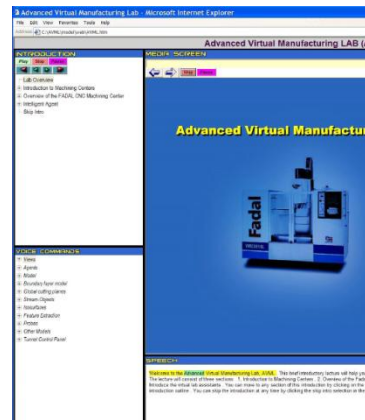 Advanced Virtual Manufacturing Lab - Microsoft Internet Explorer
File Edit View Favorites Tools Help
Advanced Virtual Manufacturing LAB (
INTRODUCTION
Play Stop Pause
Lab Overview
Introduction to Machining Centers
Overview of the FADAL CNC Machining Center
Intelligent Agent
Skip Intro
VOICE COMMANDS
Views
Agents
Model
Boundary layer model
Global cutting planes
Stream Objects
Isosurfaces
Feature Extraction
Probes
Other Models
Tunnel Control Panel
MEDIA SCREEN
Stop Pause
Advanced Virtual Manufactu
Fadal
SPEECH
Welcome to the Advanced Virtual Manufacturing Lab, AVML. This brief introductory lecture will help you
The lecture will consist of three sections: 1. Introduction to Machining Centers. 2. Overview of the Fada
Introduce the virtual lab assistants. You can move to any section of this introduction by clicking on the
introduction outline. You can stop the introduction at any time by clicking the skip intro selection in the